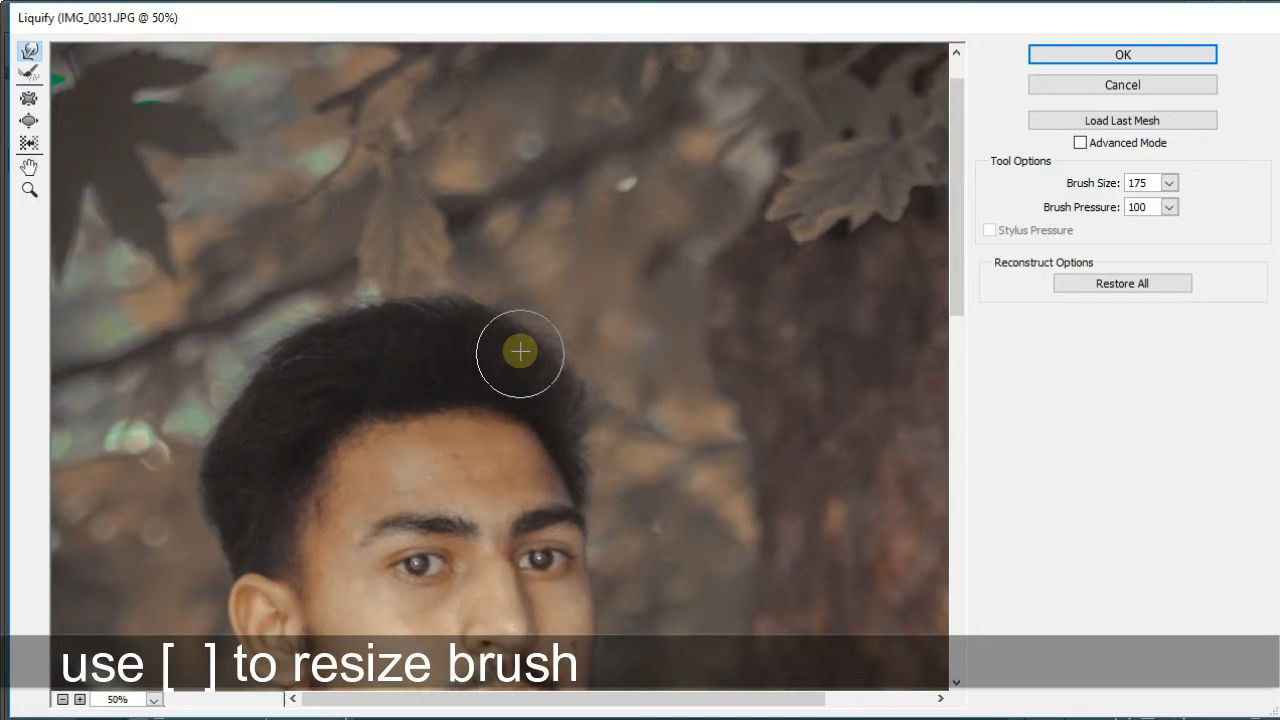 Liquify (IMG_0031.JPG @ 50%)
OK
Cancel
Load Last Mesh
Advanced Mode
Tool Options
Brush Size: 175
Brush Pressure: 100
Stylus Pressure
Reconstruct Options
Restore All
use [ ] to resize brush
50%